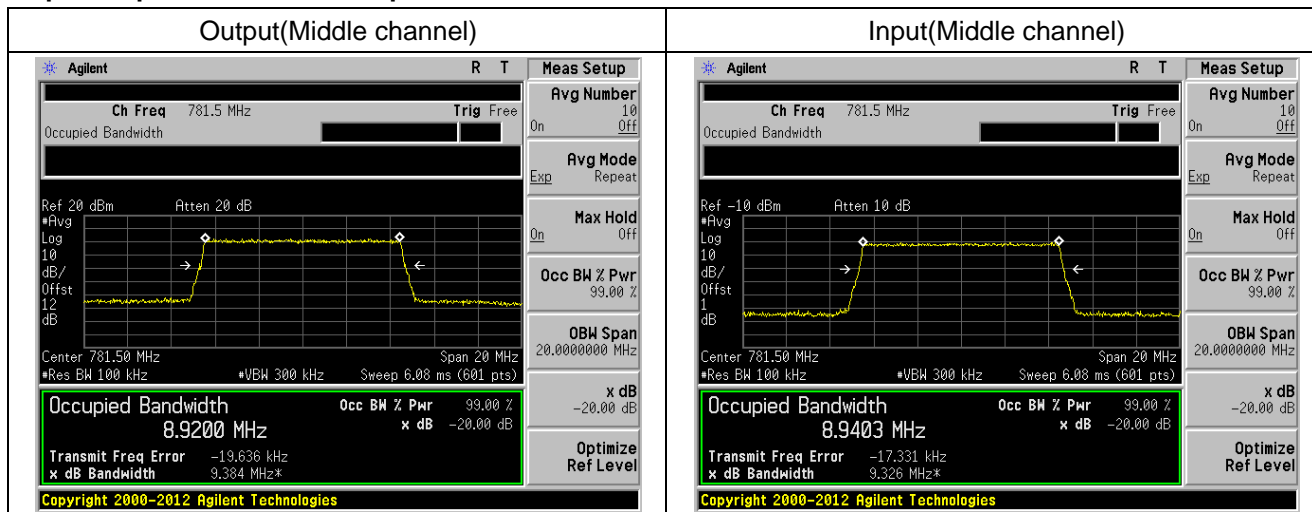 Output(Middle channel)
Agilent R T
Ch Freq 781.5 MHz Trig Free
Occupied Bandwidth
Ref 20 dBm Atten 20 dB
#Avg
Log
10
dB/
Offst
12
dB
Center 781.50 MHz Span 20 MHz
#Res BW 100 kHz #VBW 300 kHz Sweep 6.08 ms (601 pts)
Occupied Bandwidth Occ BW % Pwr 99.00 %
8.9200 MHz x dB -20.00 dB
Transmit Freq Error -19.636 kHz
x dB Bandwidth 9.384 MHz*
Copyright 2000-2012 Agilent Technologies
Meas Setup
Avg Number
10
On Off
Avg Mode
Exp Repeat
Max Hold
On Off
Occ BW % Pwr
99.00 %
OBW Span
20.0000000 MHz
x dB
-20.00 dB
Optimize
Ref Level
Input(Middle channel)
Agilent R T
Ch Freq 781.5 MHz Trig Free
Occupied Bandwidth
Ref -10 dBm Atten 10 dB
#Avg
Log
10
dB/
Offst
1
dB
Center 781.50 MHz Span 20 MHz
#Res BW 100 kHz #VBW 300 kHz Sweep 6.08 ms (601 pts)
Occupied Bandwidth Occ BW % Pwr 99.00 %
8.9403 MHz x dB -20.00 dB
Transmit Freq Error -17.331 kHz
x dB Bandwidth 9.326 MHz*
Copyright 2000-2012 Agilent Technologies
Meas Setup
Avg Number
10
On Off
Avg Mode
Exp Repeat
Max Hold
On Off
Occ BW % Pwr
99.00 %
OBW Span
20.0000000 MHz
x dB
-20.00 dB
Optimize
Ref Level